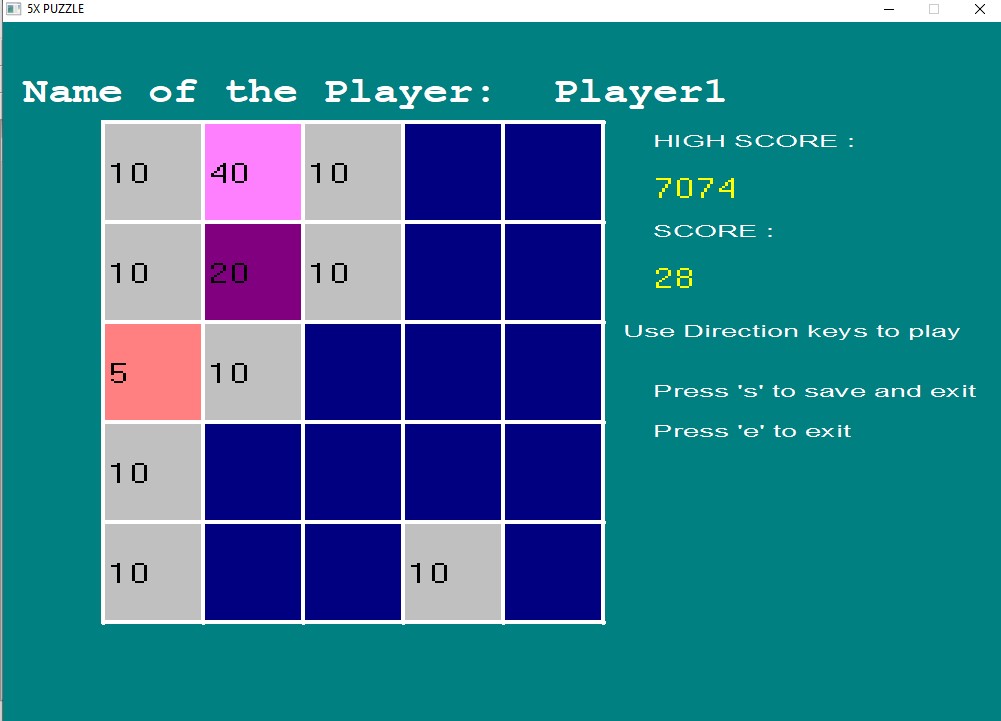 5X PUZZLE
Name of the Player: Player1
10 40 10
10 20 10
5 10
10
10 10
HIGH SCORE :
7074
SCORE :
28
Use Direction keys to play
Press 's' to save and exit
Press 'e' to exit